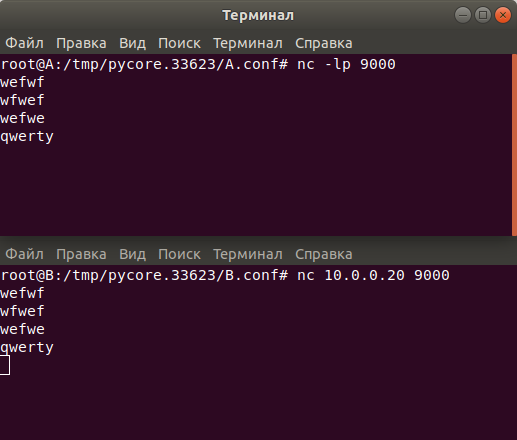 Терминал
Файл Правка Вид Поиск Терминал Справка
root@A:/tmp/pycore.33623/A.conf# nc -lp 9000
wefwf
wfwef
wefwe
qwerty
Файл Правка Вид Поиск Терминал Справка
root@B:/tmp/pycore.33623/B.conf# nc 10.0.0.20 9000
wefwf
wfwef
wefwe
qwerty